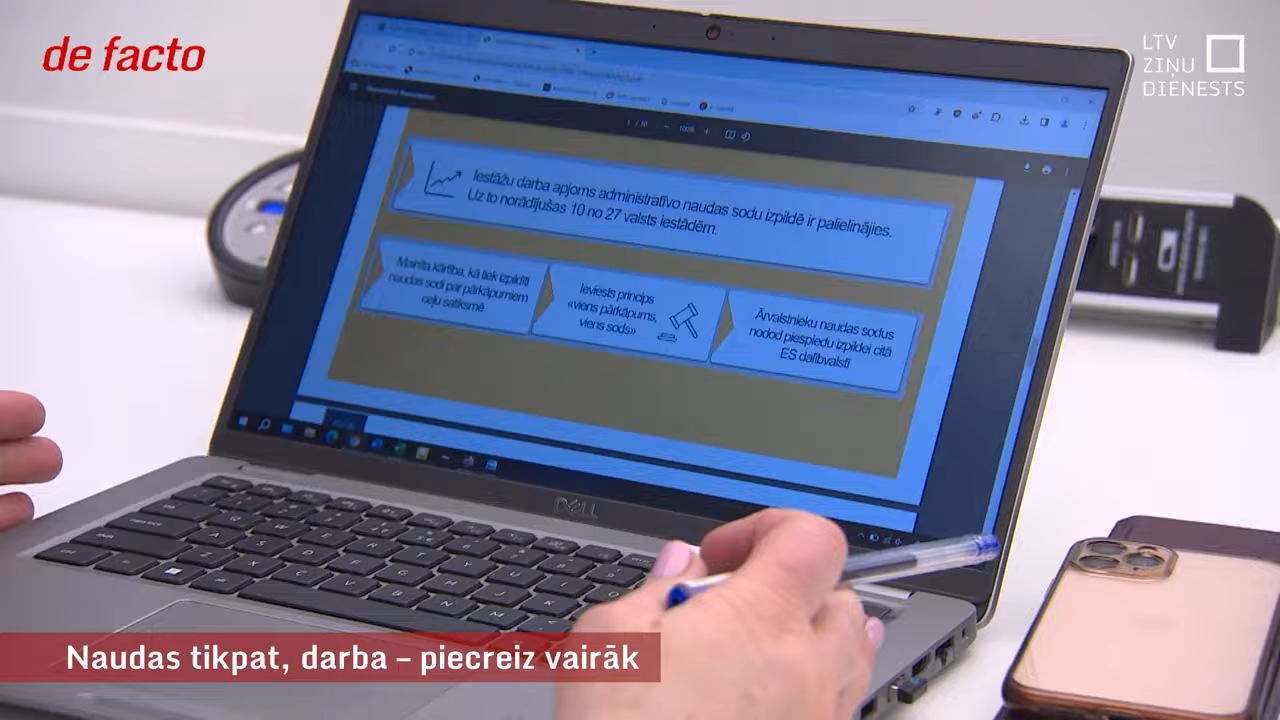 de facto
LTV
ZIŅU
DIENESTS
Iestāžu darba apjoms administratīvo naudas sodu izpildē ir palielinājies.
Uz to norādījušas 10 no 27 valsts iestādēm.
Mainīta kārtība, kā tiek izpildīti
naudas sodi par pārkāpumiem
ceļu satiksmē
Ieviests princips
«viens pārkāpums,
viens sods»
Ārvalstnieku naudas sodus
nodod piespiedu izpildei citā
ES dalībvalstī
DELL
Naudas tikpat, darba – piecreiz vairāk